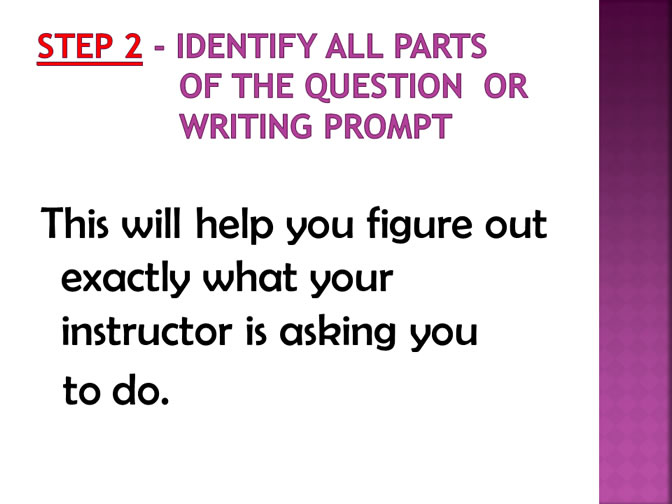 STEP 2 - IDENTIFY ALL PARTS
OF THE QUESTION OR
WRITING PROMPT
This will help you figure out
exactly what your
instructor is asking you
to do.